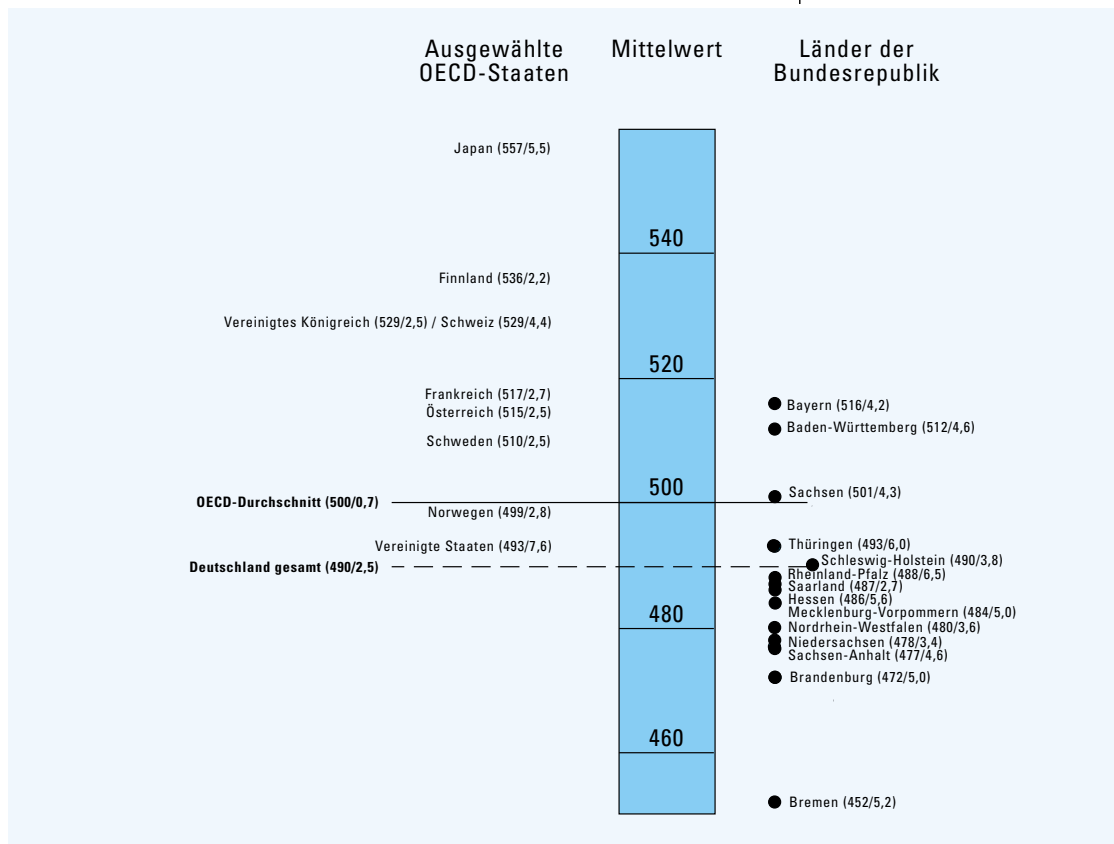 Ausgewählte
OECD-Staaten
Mittelwert
Länder der
Bundesrepublik
Japan (557/5,5)
540
Finnland (536/2,2)
Vereinigtes Königreich (529/2,5) / Schweiz (529/4,4)
520
Frankreich (517/2,7)
Bayern (516/4,2)
Österreich (515/2,5)
Baden-Württemberg (512/4,6)
Schweden (510/2,5)
500
Sachsen (501/4,3)
OECD-Durchschnitt (500/0,7)
Norwegen (499/2,8)
Vereinigte Staaten (493/7,6)
Thüringen (493/6,0)
Schleswig-Holstein (490/3,8)
Deutschland gesamt (490/2,5)
Rheinland-Pfalz (488/6,5)
Saarland (487/2,7)
Hessen (486/5,6)
Mecklenburg-Vorpommern (484/5,0)
480
Nordrhein-Westfalen (480/3,6)
Niedersachsen (478/3,4)
Sachsen-Anhalt (477/4,6)
Brandenburg (472/5,0)
460
Bremen (452/5,2)